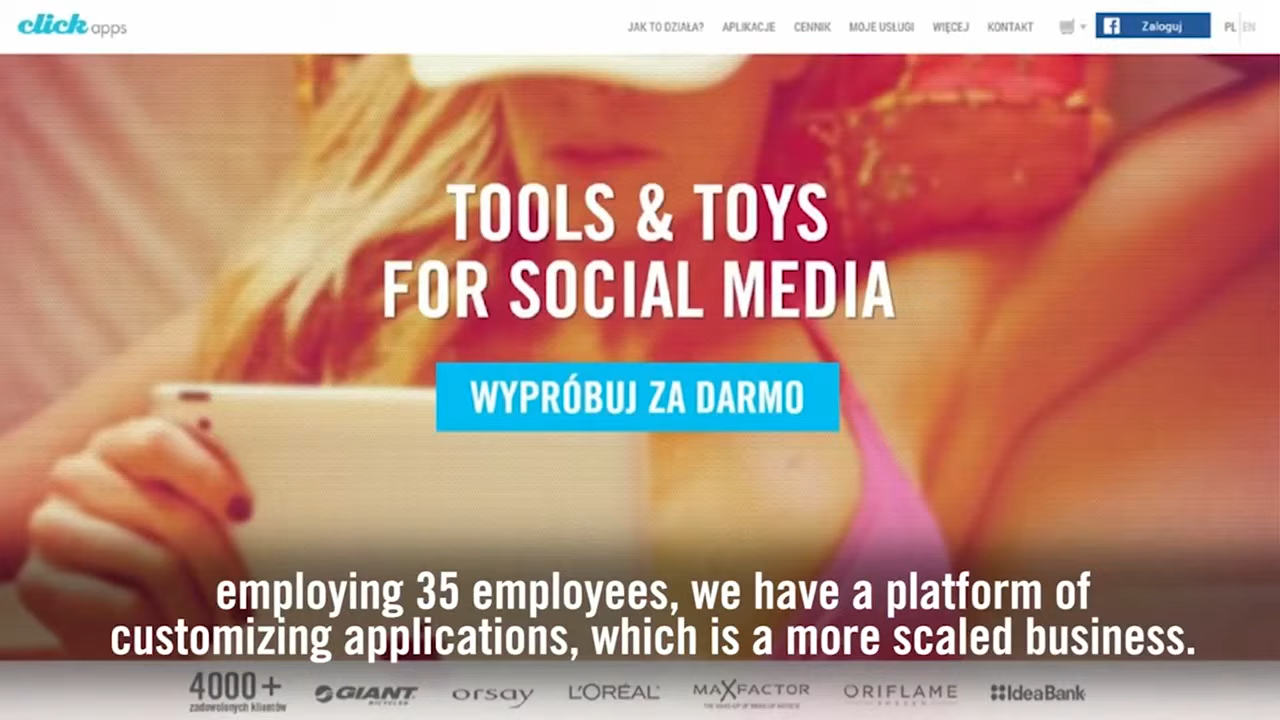 click apps
JAK TO DZIAŁA? APLIKACJE CENNIK MOJE USŁUGI WIĘCEJ KONTAKT Zaloguj PL EN
TOOLS & TOYS
FOR SOCIAL MEDIA
WYPRÓBUJ ZA DARMO
employing 35 employees, we have a platform of
customizing applications, which is a more scaled business.
4000+ GIANT orsay L'ORÉAL MAXFACTOR ORIFLAME IdeaBank
zadowolonych klientów